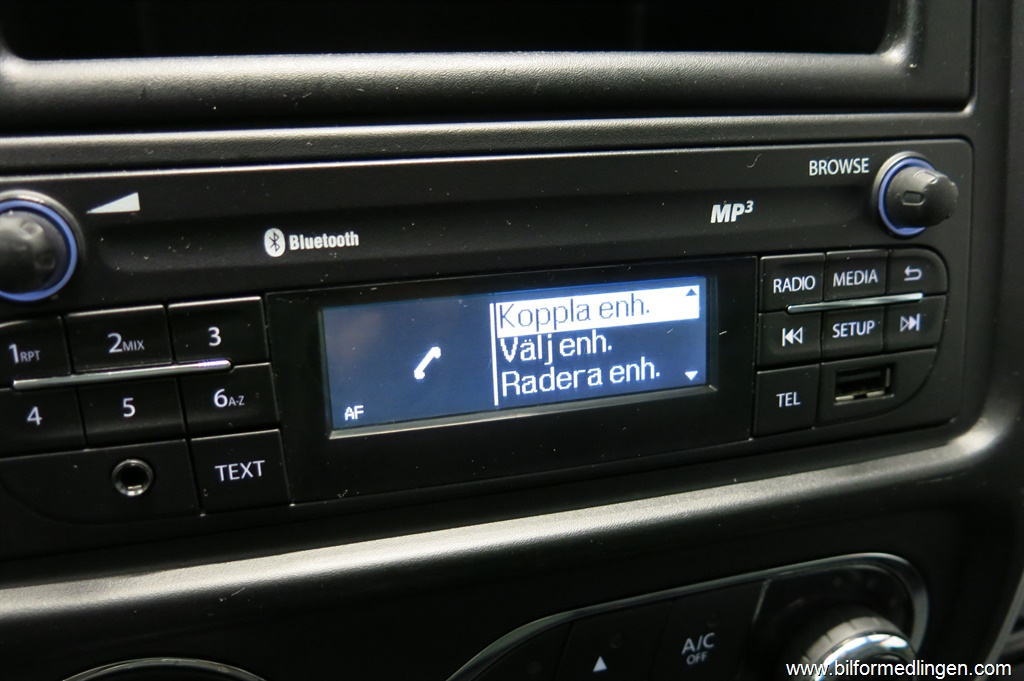 BROWSE
MP3
Bluetooth
RADIO
MEDIA
1RPT
2MIX
3
SETUP
4
5
6A-Z
TEL
TEXT
Koppla enh.
Välj enh.
Radera enh.
AF
A/C
OFF
www.bilformedlingen.com